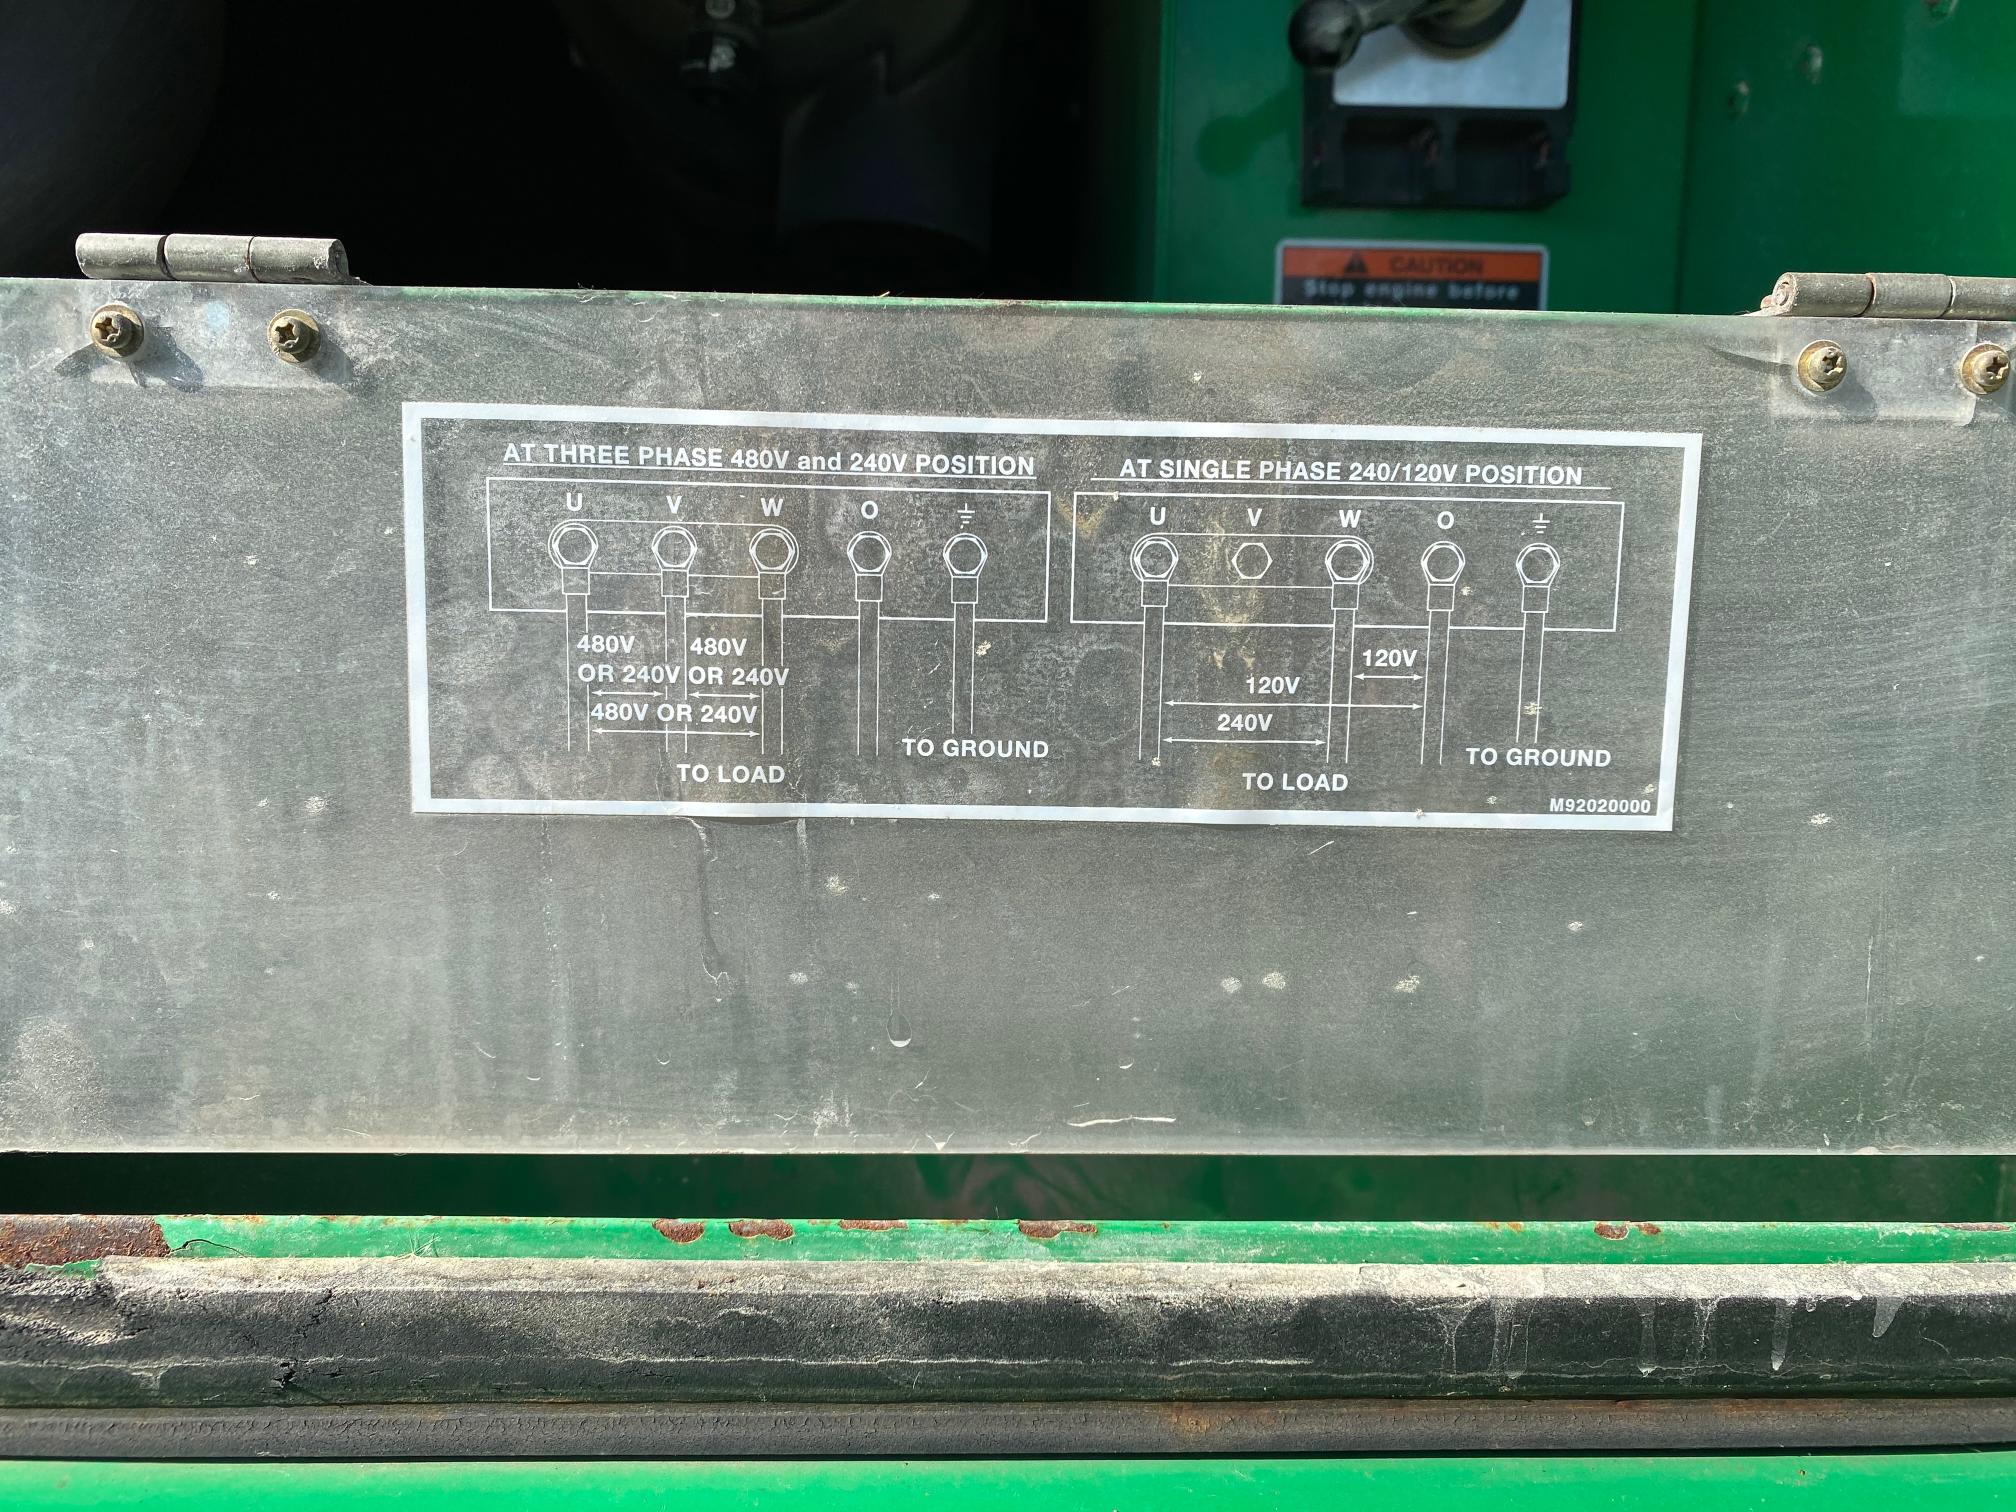 CAUTION
Stop engine before
AT THREE PHASE 480V and 240V POSITION
U V W O
480V 480V
OR 240V OR 240V
480V OR 240V
TO GROUND
TO LOAD
AT SINGLE PHASE 240/120V POSITION
U V W O
120V
120V
240V
TO GROUND
TO LOAD
M92020000